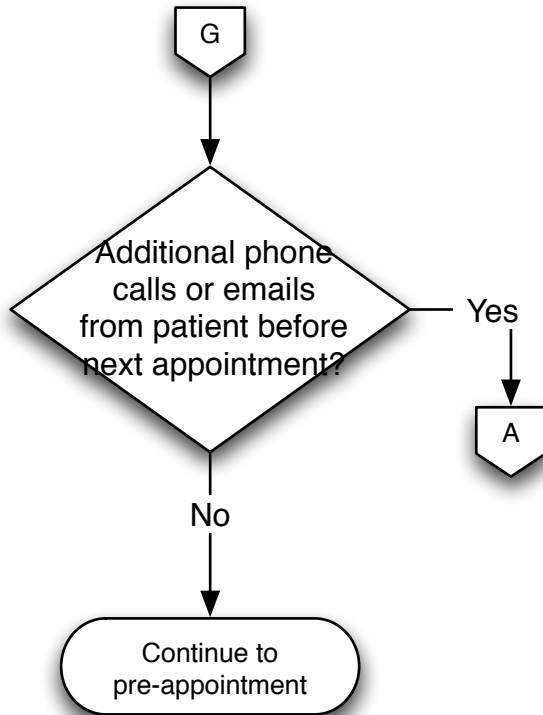 G
Additional phone
calls or emails
from patient before
next appointment?
Yes
A
No
Continue to
pre-appointment